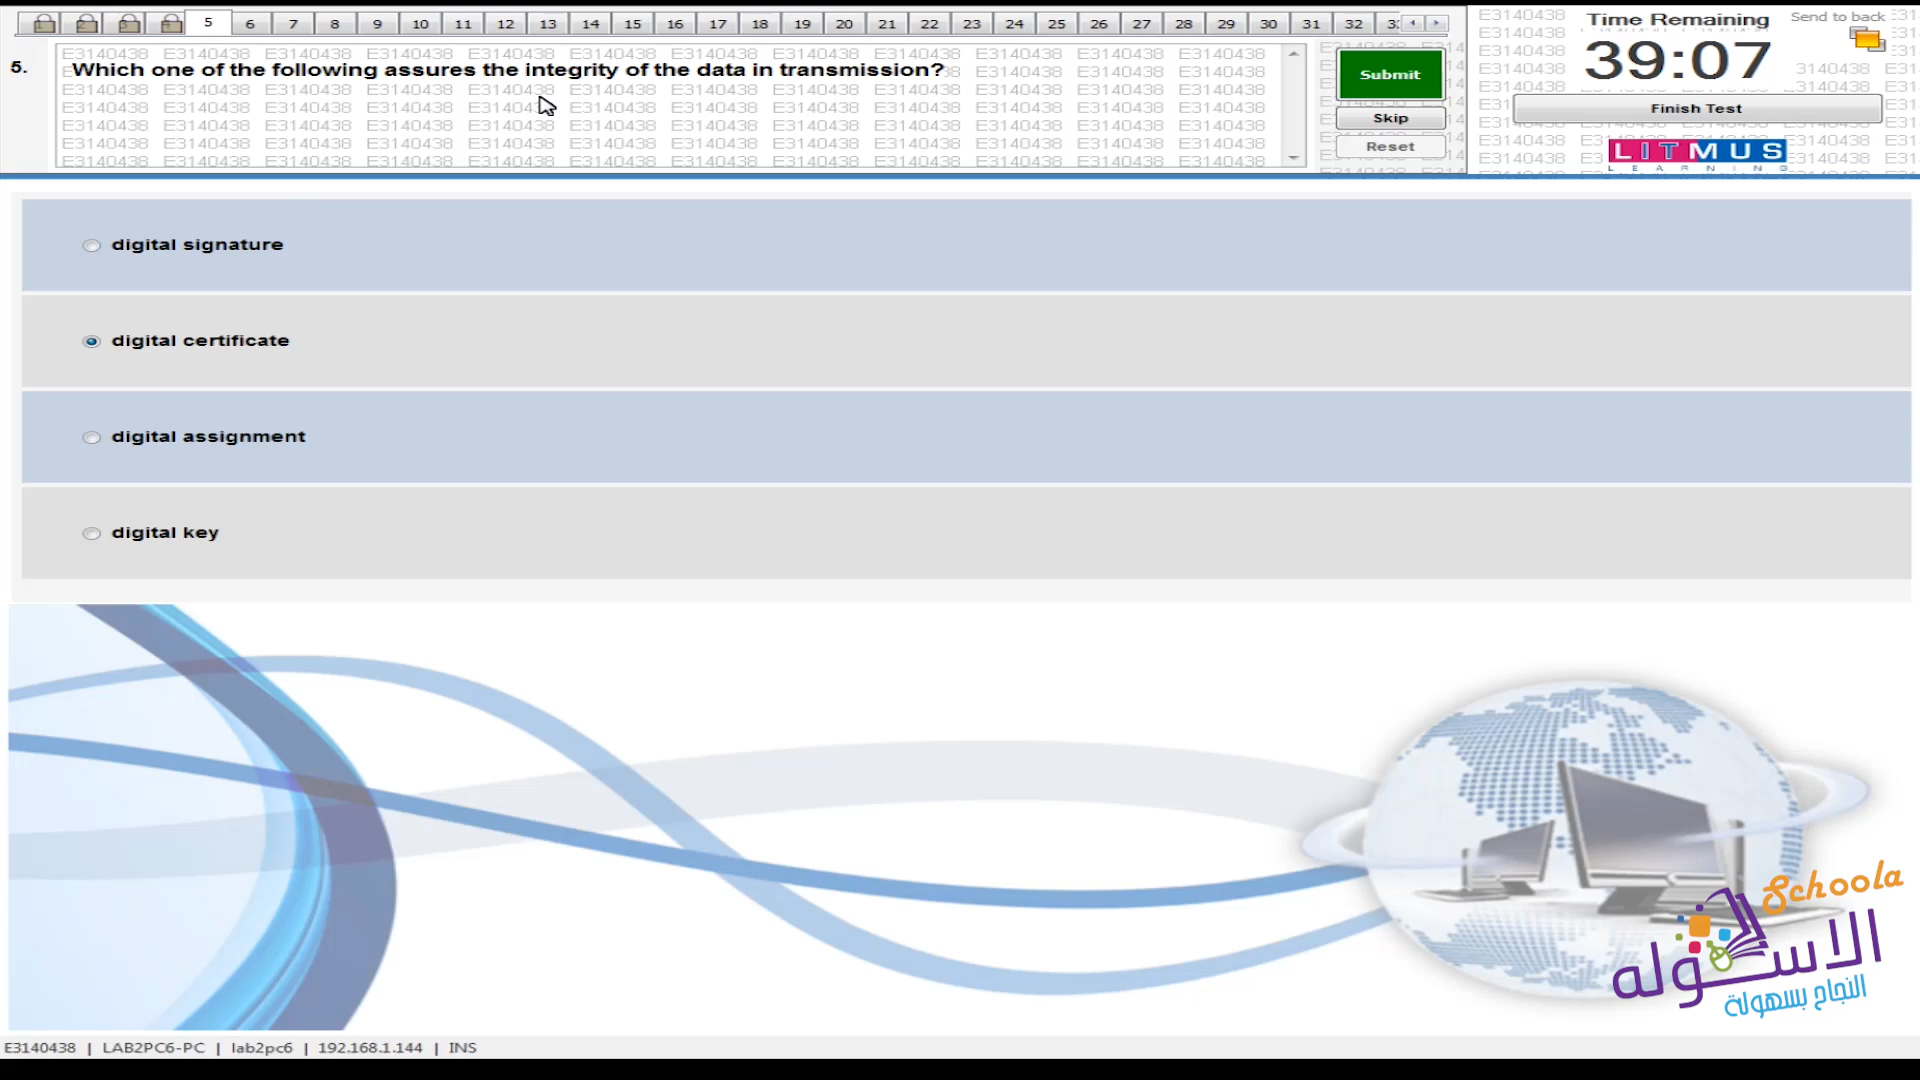 5 6 7 8 9 10 11 12 13 14 15 16 17 18 19 20 21 22 23 24 25 26 27 28 29 30 31 32
Time Remaining
Send to back
39:07
Finish Test
LITMUS
LEARNING
5.
Which one of the following assures the integrity of the data in transmission?
Submit
Skip
Reset
digital signature
digital certificate
digital assignment
digital key
Schoola
الاسكوله
النجاح بسهولة
E3140438 | LAB2PC6-PC | lab2pc6 | 192.168.1.144 | INS